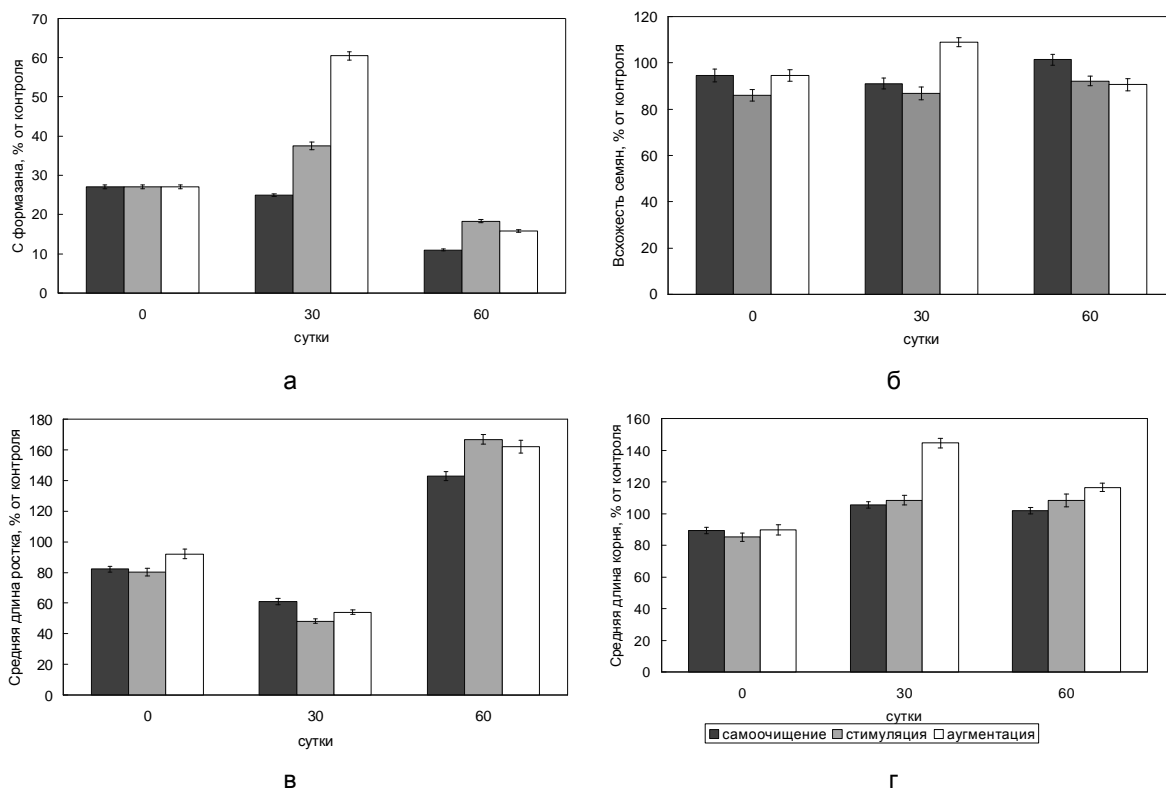 С формазана, % от контроля
70
60
50
40
30
20
10
0
0 30 60
сутки
а
Всхожесть семян, % от контроля
120
100
80
60
40
20
0
0 30 60
сутки
б
Средняя длина ростка, % от контроля
180
160
140
120
100
80
60
40
20
0
0 30 60
сутки
в
Средняя длина корня, % от контроля
160
140
120
100
80
60
40
20
0
0 30 60
сутки
самоочищение стимуляция аугментация
г